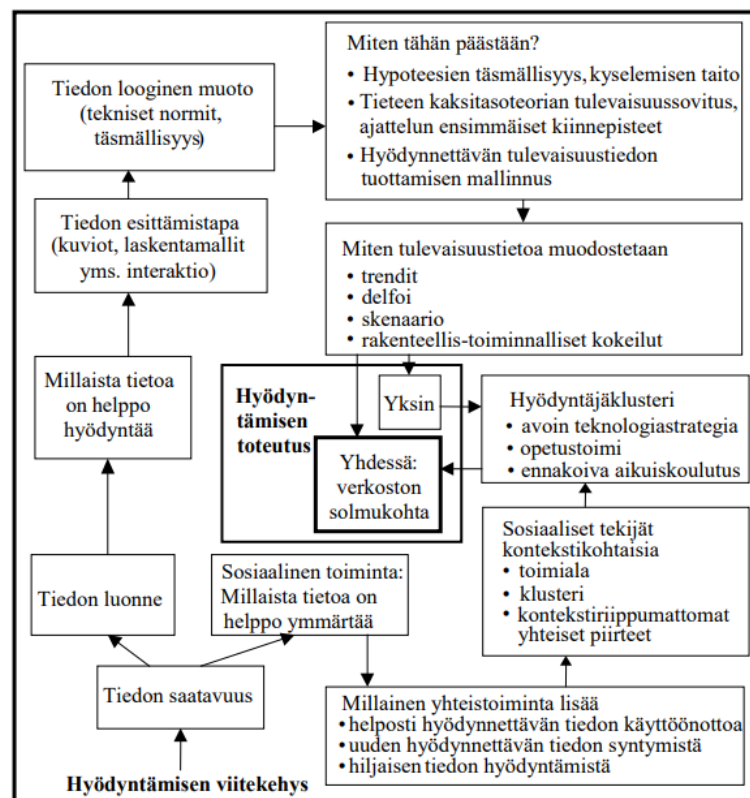 Tiedon looginen muoto
(tekniset normit,
täsmällisyys)
Miten tähän päästään?
• Hypoteesien täsmällisyys, kyselemisen taito
• Tieteen kaksitasoteorian tulevaisuussovitus,
ajattelun ensimmäiset kiinnepisteet
• Hyödynnettävän tulevaisuustiedon
tuottamisen mallinnus
Tiedon esittämistapa
(kuviot, laskentamallit
yms. interaktio)
Miten tulevaisuustietoa muodostetaan
• trendit
• delfoi
• skenaario
• rakenteellis-toiminnalliset kokeilut
Millaista tietoa
on helppo
hyödyntää
Hyödyn-
tämisen
toteutus
Yksin
Yhdessä:
verkoston
solmukohta
Hyödyntäjäklusteri
• avoin teknologiastrategia
• opetustoimi
• ennakoiva aikuiskoulutus
Sosiaaliset tekijät
kontekstikohtaisia
• toimiala
• klusteri
• kontekstiriippumattomat
yhteiset piirteet
Tiedon luonne
Sosiaalinen toiminta:
Millaista tietoa on
helppo ymmärtää
Tiedon saatavuus
Millainen yhteistoiminta lisää
•helposti hyödynnettävän tiedon käyttöönottoa
•uuden hyödynnettävän tiedon syntymistä
•hiljaisen tiedon hyödyntämistä
Hyödyntämisen viitekehys